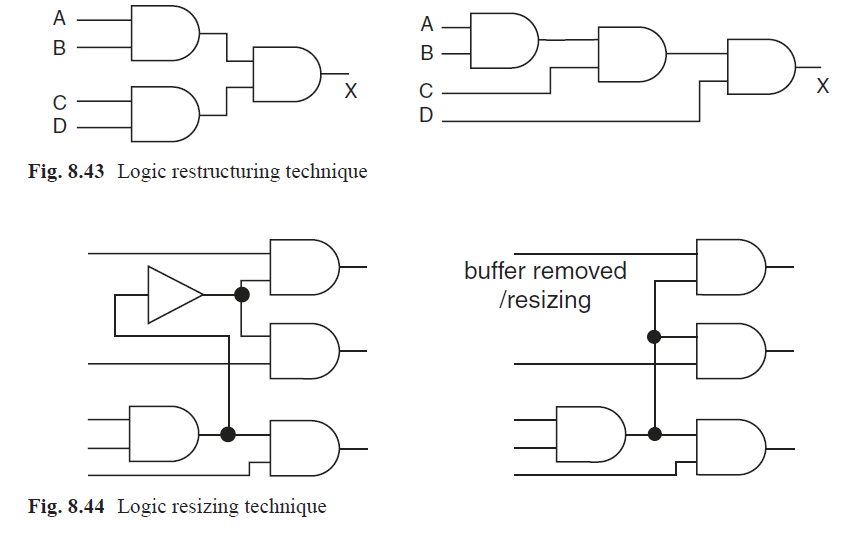 A
B
C
D
X
A
B
C
D
X
Fig. 8.43 Logic restructuring technique
buffer removed
/resizing
Fig. 8.44 Logic resizing technique